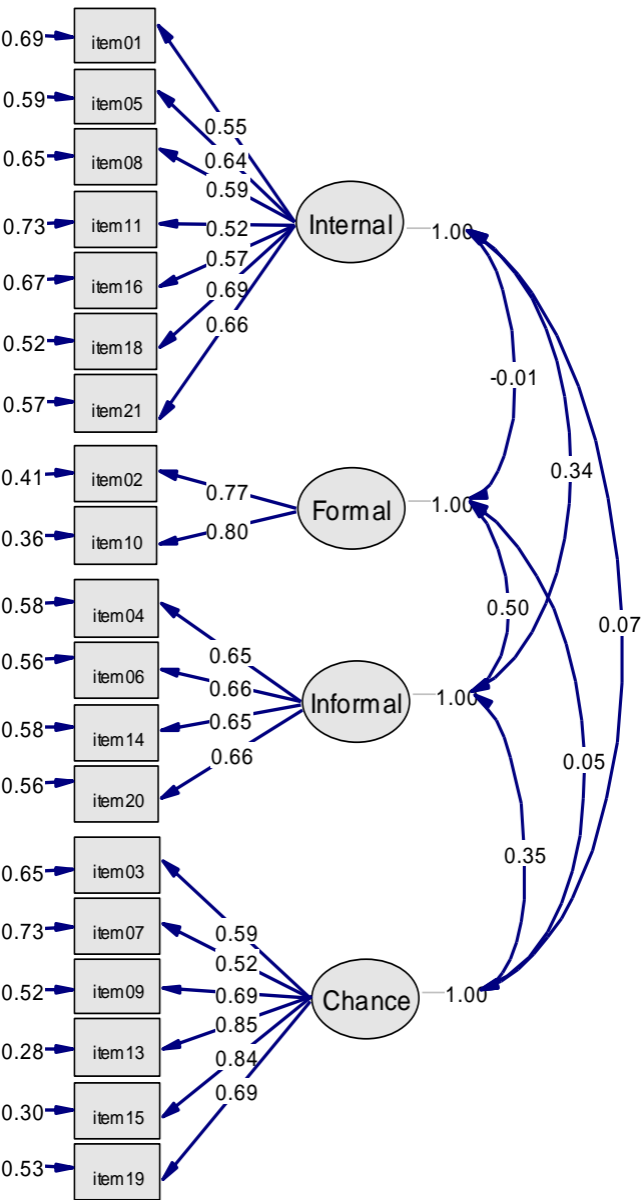 0.69 item01
0.59 item05
0.55
0.65 item08
0.64
0.59
0.73 item11
0.52
Internal
1.00
0.67 item16
0.57
0.69
0.52 item18
0.66
0.57 item21
-0.01
0.41 item02
0.34
0.77
Formal
1.00
0.36 item10
0.80
0.58 item04
0.50
0.07
0.65
0.56 item06
0.66
Informal
1.00
0.58 item14
0.65
0.66
0.05
0.56 item20
0.35
0.65 item03
0.73 item07
0.59
0.52
0.52 item09
0.69
Chance
1.00
0.85
0.28 item13
0.84
0.69
0.30 item15
0.53 item19